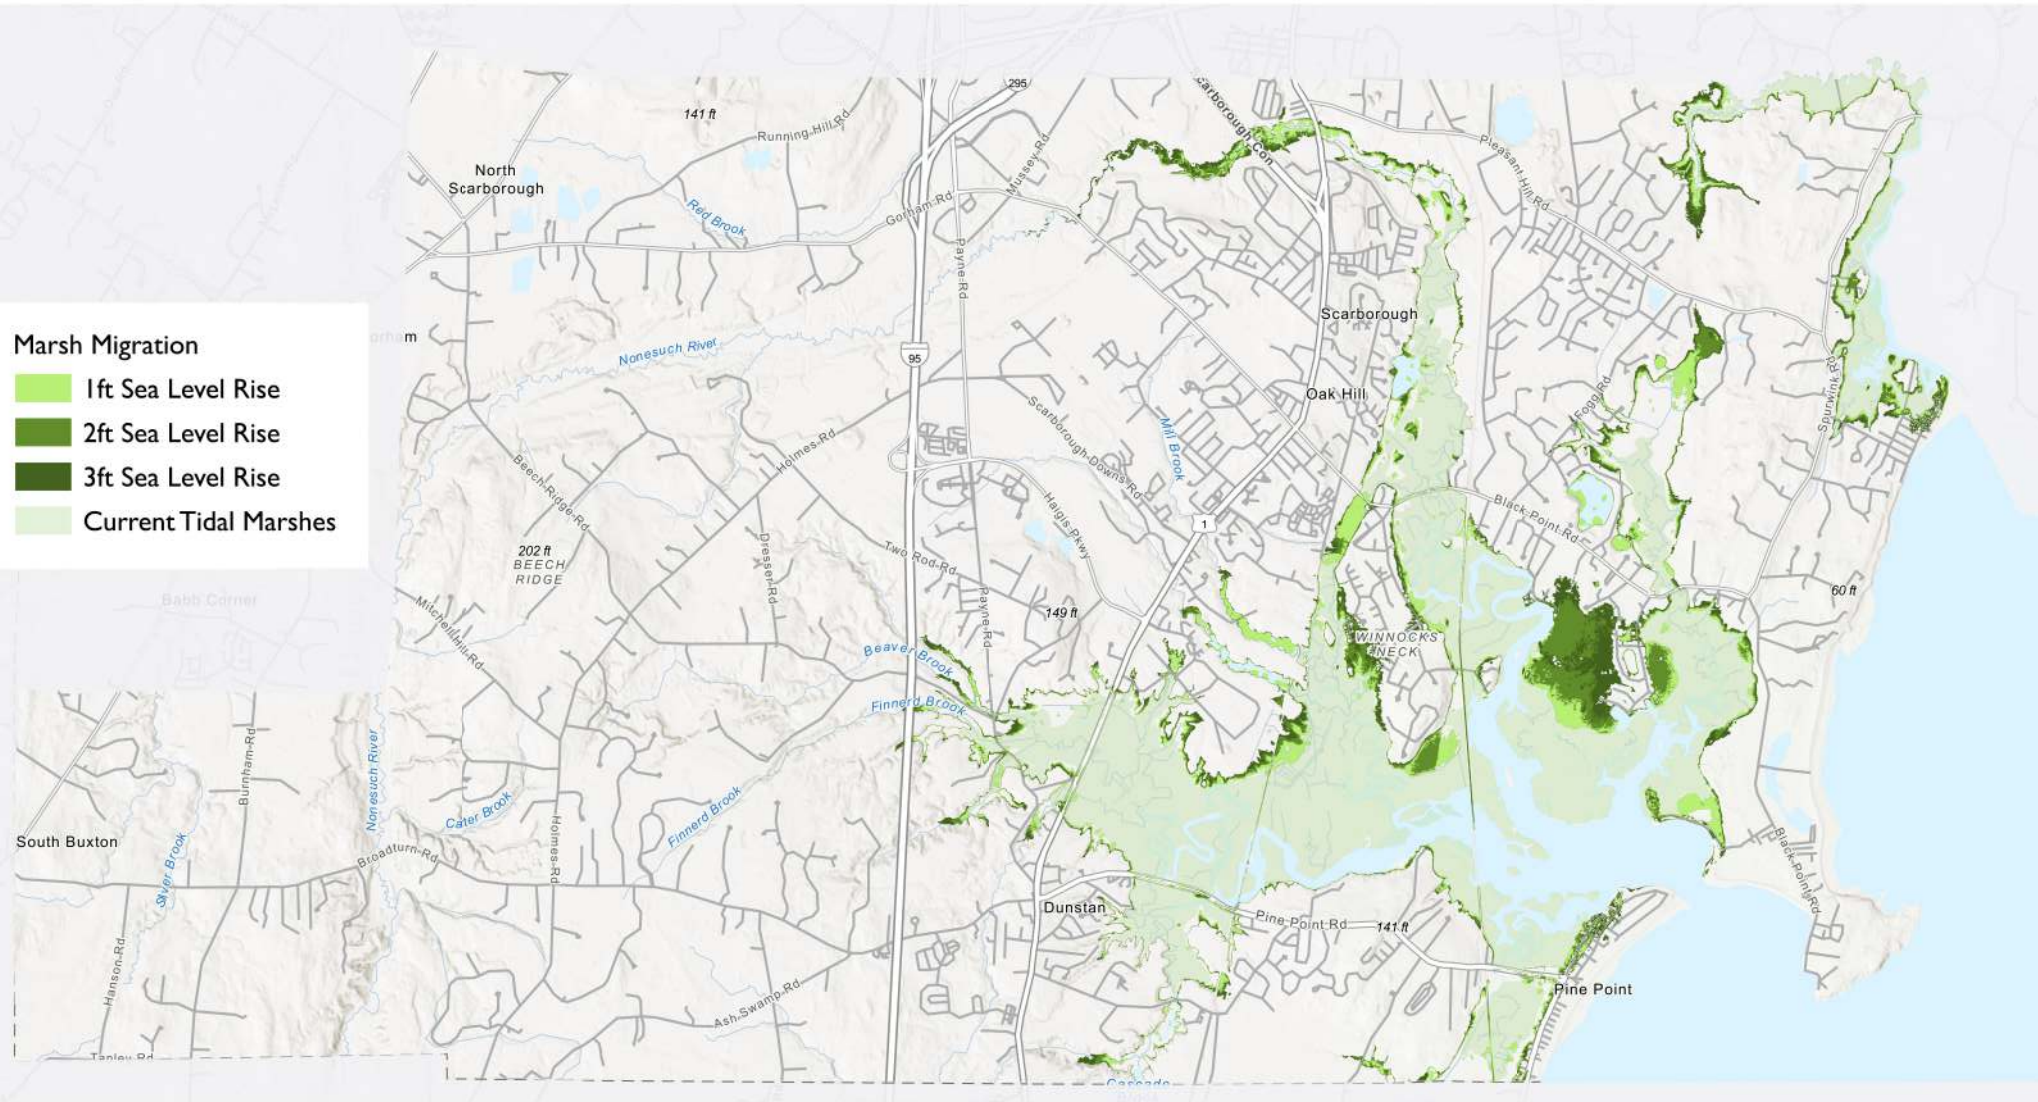 295
141 ft
Running Hill Rd
Scarborough Con
North
Scarborough
Mussey Rd
Pleasant Hill Rd
Red Brook
Gorham Rd
Payne Rd
Marsh Migration
1ft Sea Level Rise
2ft Sea Level Rise
3ft Sea Level Rise
Current Tidal Marshes
Scarborough
Nonesuch River
95
Oak Hill
Spurwink Rd
Fogg Rd
Scarborough Downs Rd
Mill Brook
Holmes Rd
Beech Ridge Rd
Haigis Pkwy
Black Point Rd
1
202 ft
BEECH
RIDGE
Dresser Rd
Two Rod Rd
Payne Rd
149 ft
60 ft
Babb Corner
Mitchell Hill Rd
WINNOCKS
NECK
Beaver Brook
Finnerd Brook
Burnham Rd
Nonesuch River
Cater Brook
Finnerd Brook
Holmes Rd
South Buxton
Silver Brook
Broadturn Rd
Black Point Rd
Dunstan
Pine Point Rd
141 ft
Hanson Rd
Ash Swamp Rd
Pine Point